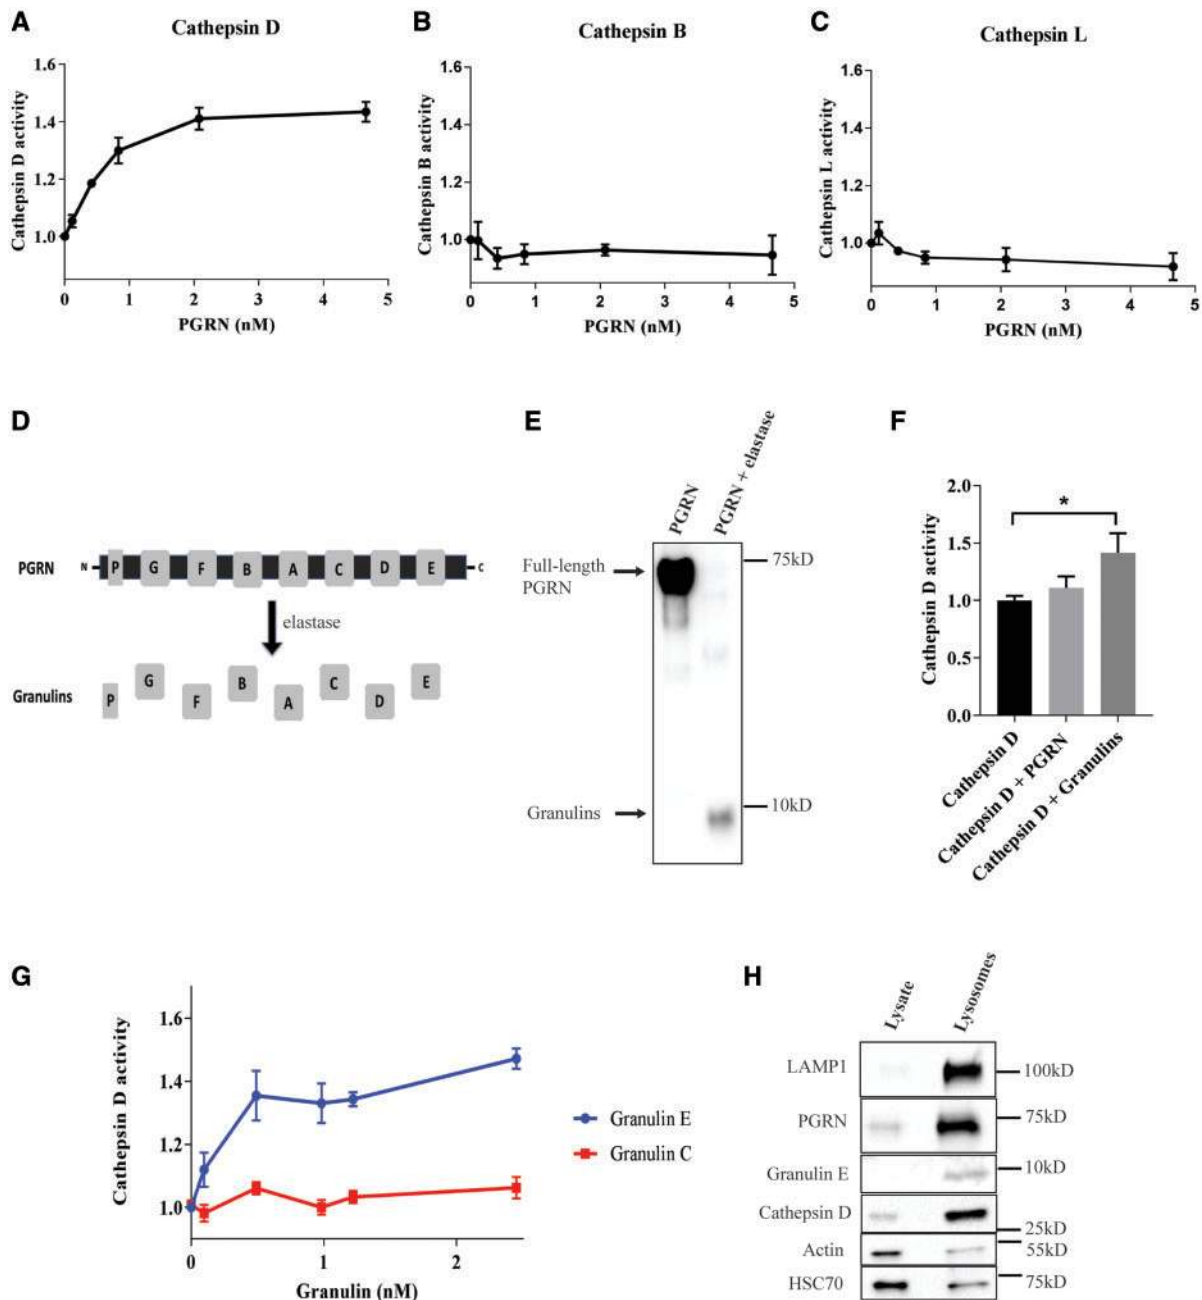 A
Cathepsin D
Cathepsin D activity
1.6
1.4
1.2
1.0
0 1 2 3 4 5
PGRN (nM)
B
Cathepsin B
Cathepsin B activity
1.6
1.4
1.2
1.0
0 1 2 3 4 5
PGRN (nM)
C
Cathepsin L
Cathepsin L activity
1.6
1.4
1.2
1.0
0 1 2 3 4 5
PGRN (nM)
D
PGRN N P G F B A C D E C
elastase
Granulins P G F B A C D E
E
PGRN
PGRN + elastase
Full-length
PGRN
75kD
Granulins
10kD
F
Cathepsin D activity
2.0
1.5
1.0
0.5
0.0
*
Cathepsin D
Cathepsin D + PGRN
Cathepsin D + Granulins
G
Cathepsin D activity
1.6
1.4
1.2
1.0
0 1 2
Granulin (nM)
Granulin E
Granulin C
H
Lysate
Lysosomes
LAMP1 100kD
PGRN 75kD
Granulin E 10kD
Cathepsin D 25kD
Actin 55kD
HSC70 75kD